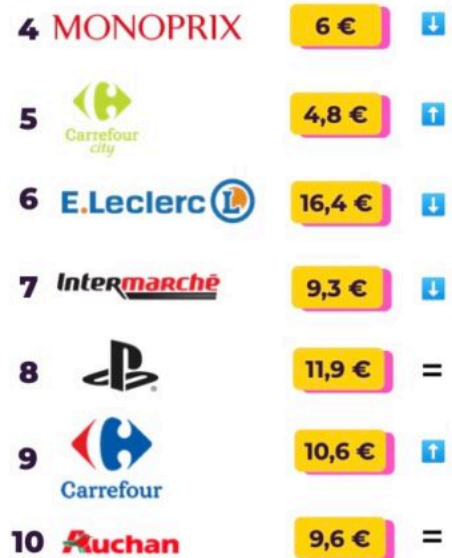 4 MONOPRIX 6 €
5 Carrefour city 4,8 €
6 E.Leclerc L 16,4 €
7 Intermarché 9,3 €
8 11,9 € =
9 Carrefour 10,6 €
10 Auchan 9,6 € =